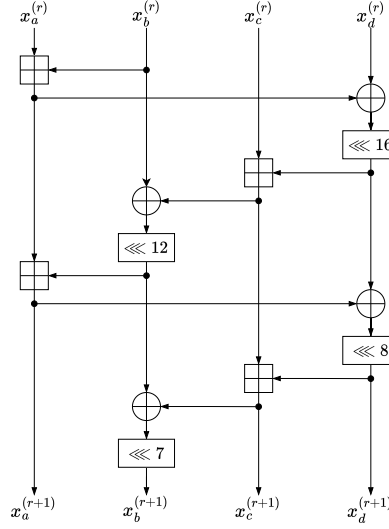 x_a^{(r)} x_b^{(r)} x_c^{(r)} x_d^{(r)}
⋘ 16
⋘ 12
⋘ 8
⋘ 7
x_a^{(r+1)} x_b^{(r+1)} x_c^{(r+1)} x_d^{(r+1)}